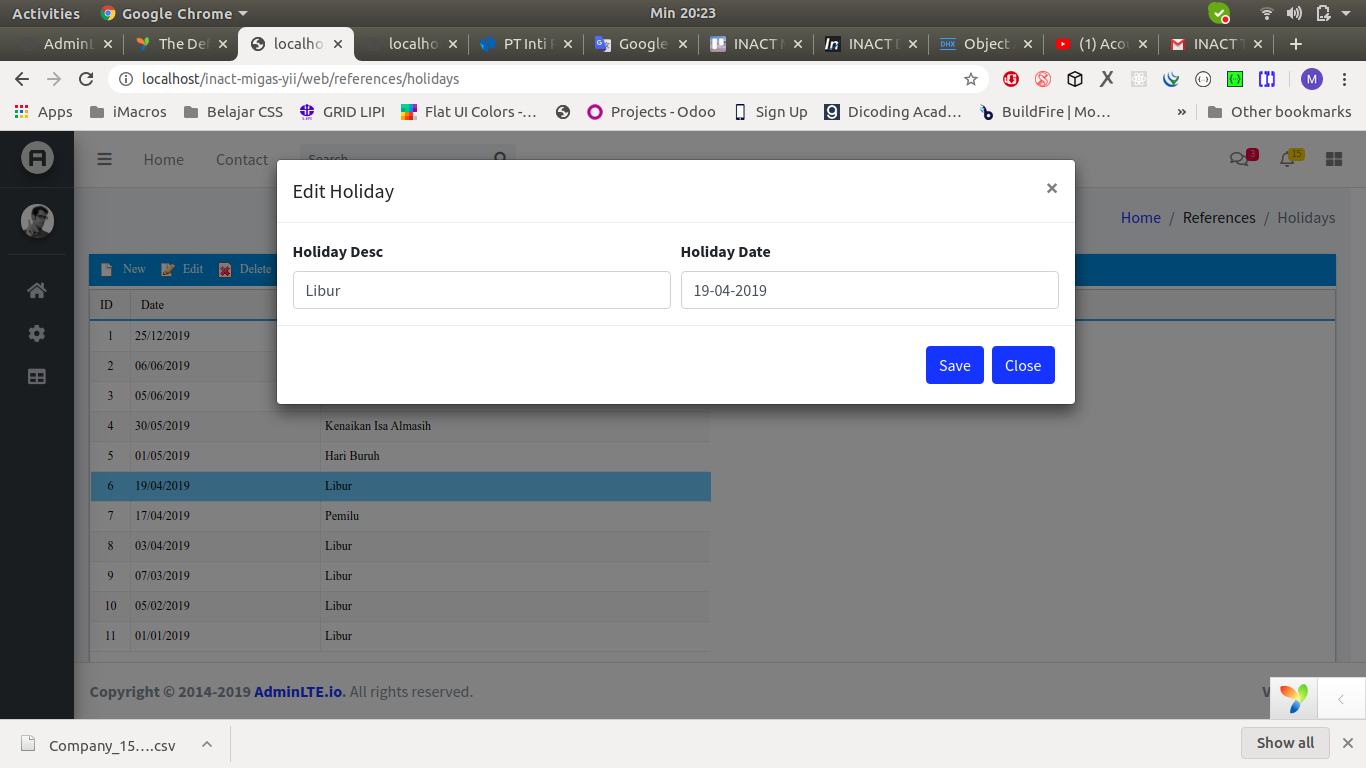 Activities Google Chrome Min 20:23
AdminL The Def localho localho PT Inti P Google INACT M INACT D Object A (1) Acou INACT T
localhost/inact-migas-yii/web/references/holidays M
Apps iMacros Belajar CSS GRID LIPI Flat UI Colors -… Projects - Odoo Sign Up Dicoding Acad… BuildFire | Mo… » Other bookmarks
Home Contact Search 3 15
Edit Holiday ×
Home / References / Holidays
Holiday Desc Holiday Date
New Edit Delete
Libur 19-04-2019
ID Date
1 25/12/2019
2 06/06/2019
Save Close
3 05/06/2019
4 30/05/2019 Kenaikan Isa Almasih
5 01/05/2019 Hari Buruh
6 19/04/2019 Libur
7 17/04/2019 Pemilu
8 03/04/2019 Libur
9 07/03/2019 Libur
10 05/02/2019 Libur
11 01/01/2019 Libur
Copyright © 2014-2019 AdminLTE.io. All rights reserved. V
Company_15….csv Show all